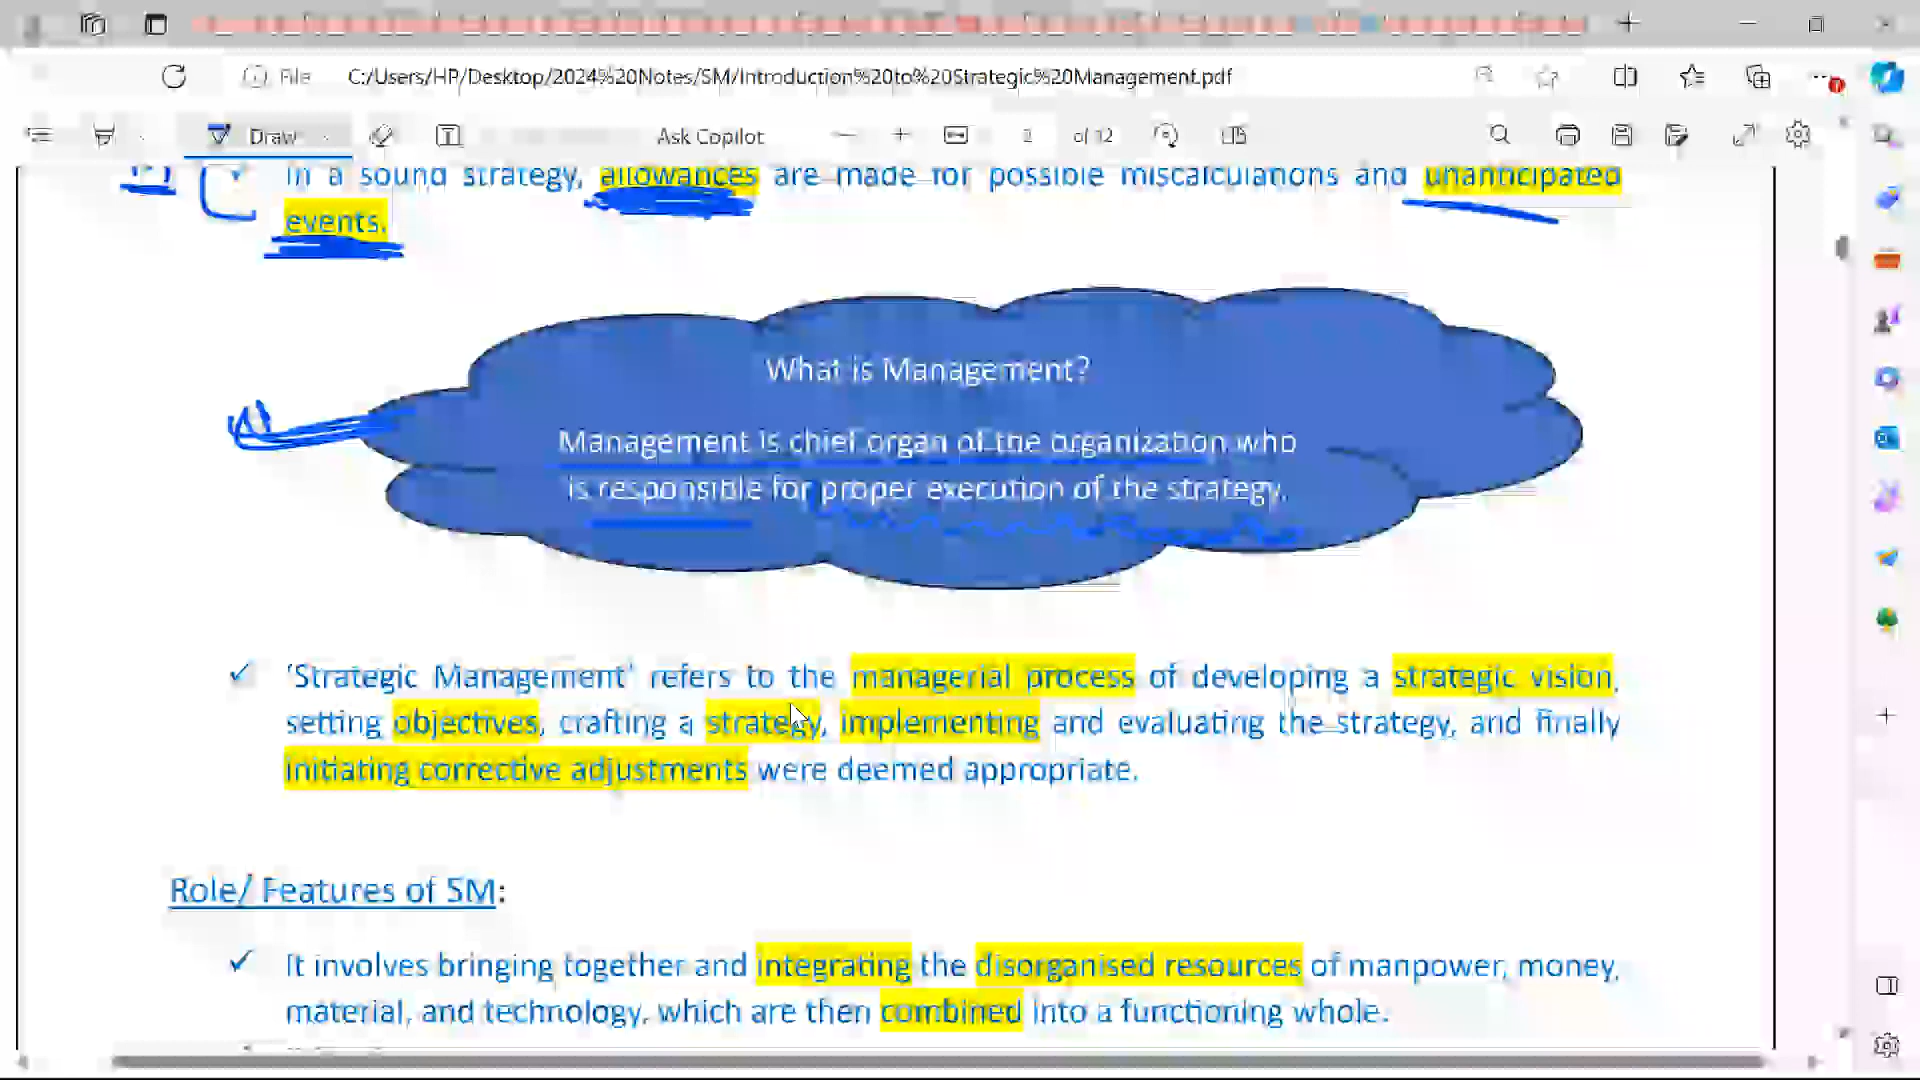 File C:/Users/HP/Desktop/2024%20Notes/SM/Introduction%20to%20Strategic%20Management.pdf
Draw Ask Copilot of 12
In a sound strategy, allowances are made for possible miscalculations and unanticipated
events.
What is Management?
Management is chief organ of the organization who
is responsible for proper execution of the strategy.
✓ ‘Strategic Management’ refers to the managerial process of developing a strategic vision,
setting objectives, crafting a strategy, implementing and evaluating the strategy, and finally
initiating corrective adjustments were deemed appropriate.
Role/ Features of SM:
✓ It involves bringing together and integrating the disorganised resources of manpower, money,
material, and technology, which are then combined into a functioning whole.